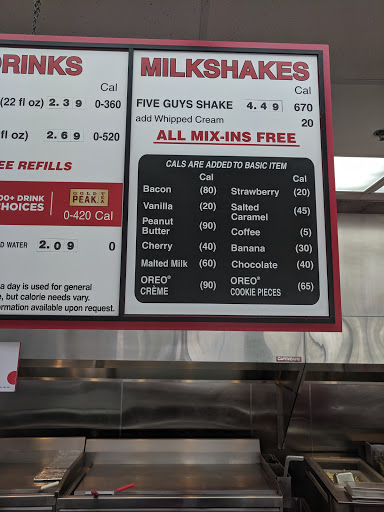 DRINKS
Cal
(22 fl oz) 2.39 0-360
fl oz) 2.69 0-520
EE REFILLS
00+ DRINK
CHOICES
GOLD
PEAK
TEA
0-420 Cal
D WATER 2.09 0
a day is used for general
e, but calorie needs vary.
ormation available upon request.
MILKSHAKES
Cal
FIVE GUYS SHAKE 4.49 670
add Whipped Cream 20
ALL MIX-INS FREE
CALS ARE ADDED TO BASIC ITEM
Cal
Bacon (80)
Vanilla (20)
Peanut
Butter (90)
Cherry (40)
Malted Milk (60)
OREO®
CRÈME (90)
Cal
Strawberry (20)
Salted
Caramel (45)
Coffee (5)
Banana (30)
Chocolate (40)
OREO®
COOKIE PIECES (65)